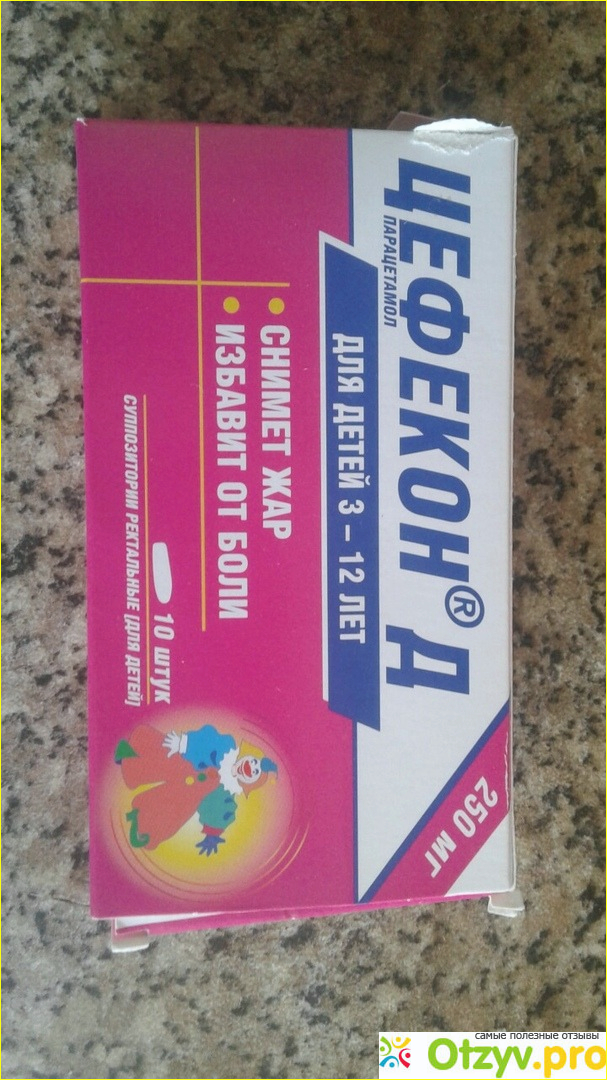 ЦЕФЕКОН® Д
ПАРАЦЕТАМОЛ
ДЛЯ ДЕТЕЙ 3 – 12 ЛЕТ
250 МГ
СНИМЕТ ЖАР
ИЗБАВИТ ОТ БОЛИ
10 ШТУК
СУППОЗИТОРИИ РЕКТАЛЬНЫЕ (ДЛЯ ДЕТЕЙ)
самые полезные отзывы
Otzyv.pro